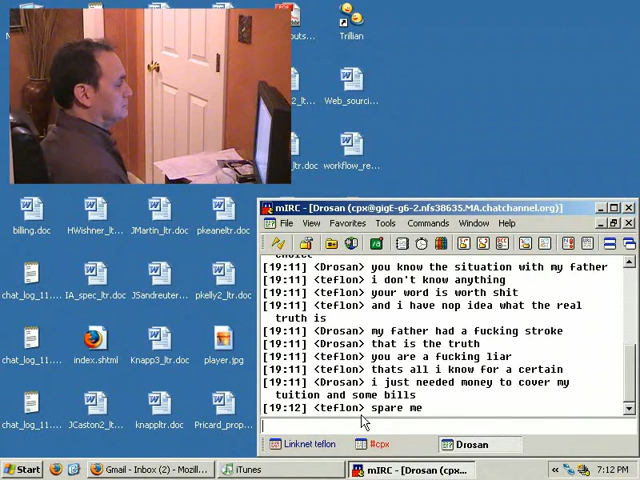 outs...
Trillian
2_lt...
Web_sourci...
ltr.doc
workflow_re...
billing.doc
HWishner_lt...
JMartin_ltr...
pkeaneltr.doc
chat_log_11....
IA_spec_ltr.doc
JSandreuter...
pkelly2_ltr...
chat_log_11....
index.shtml
Knapp3_ltr.doc
player.jpg
chat_log_11....
JCaston2_ltr...
knappltr.doc
Pricard_prop...
mIRC - [Drosan (cpx@gigE-g6-2.nfs38635.MA.chatchannel.org)]
File View Favorites Tools Commands Window Help
choice
[19:11] <Drosan> you know the situation with my father
[19:11] <teflon> i don't know anything
[19:11] <teflon> your word is worth shit
[19:11] <teflon> and i have nop idea what the real
truth is
[19:11] <Drosan> my father had a fucking stroke
[19:11] <Drosan> that is the truth
[19:11] <teflon> you are a fucking liar
[19:11] <teflon> thats all i know for a certain
[19:11] <Drosan> i just needed money to cover my
tuition and some bills
[19:12] <teflon> spare me
Linknet teflon
#cpx
Drosan
Start
Gmail - Inbox (2) - Mozill...
iTunes
mIRC - [Drosan (cpx...
7:12 PM